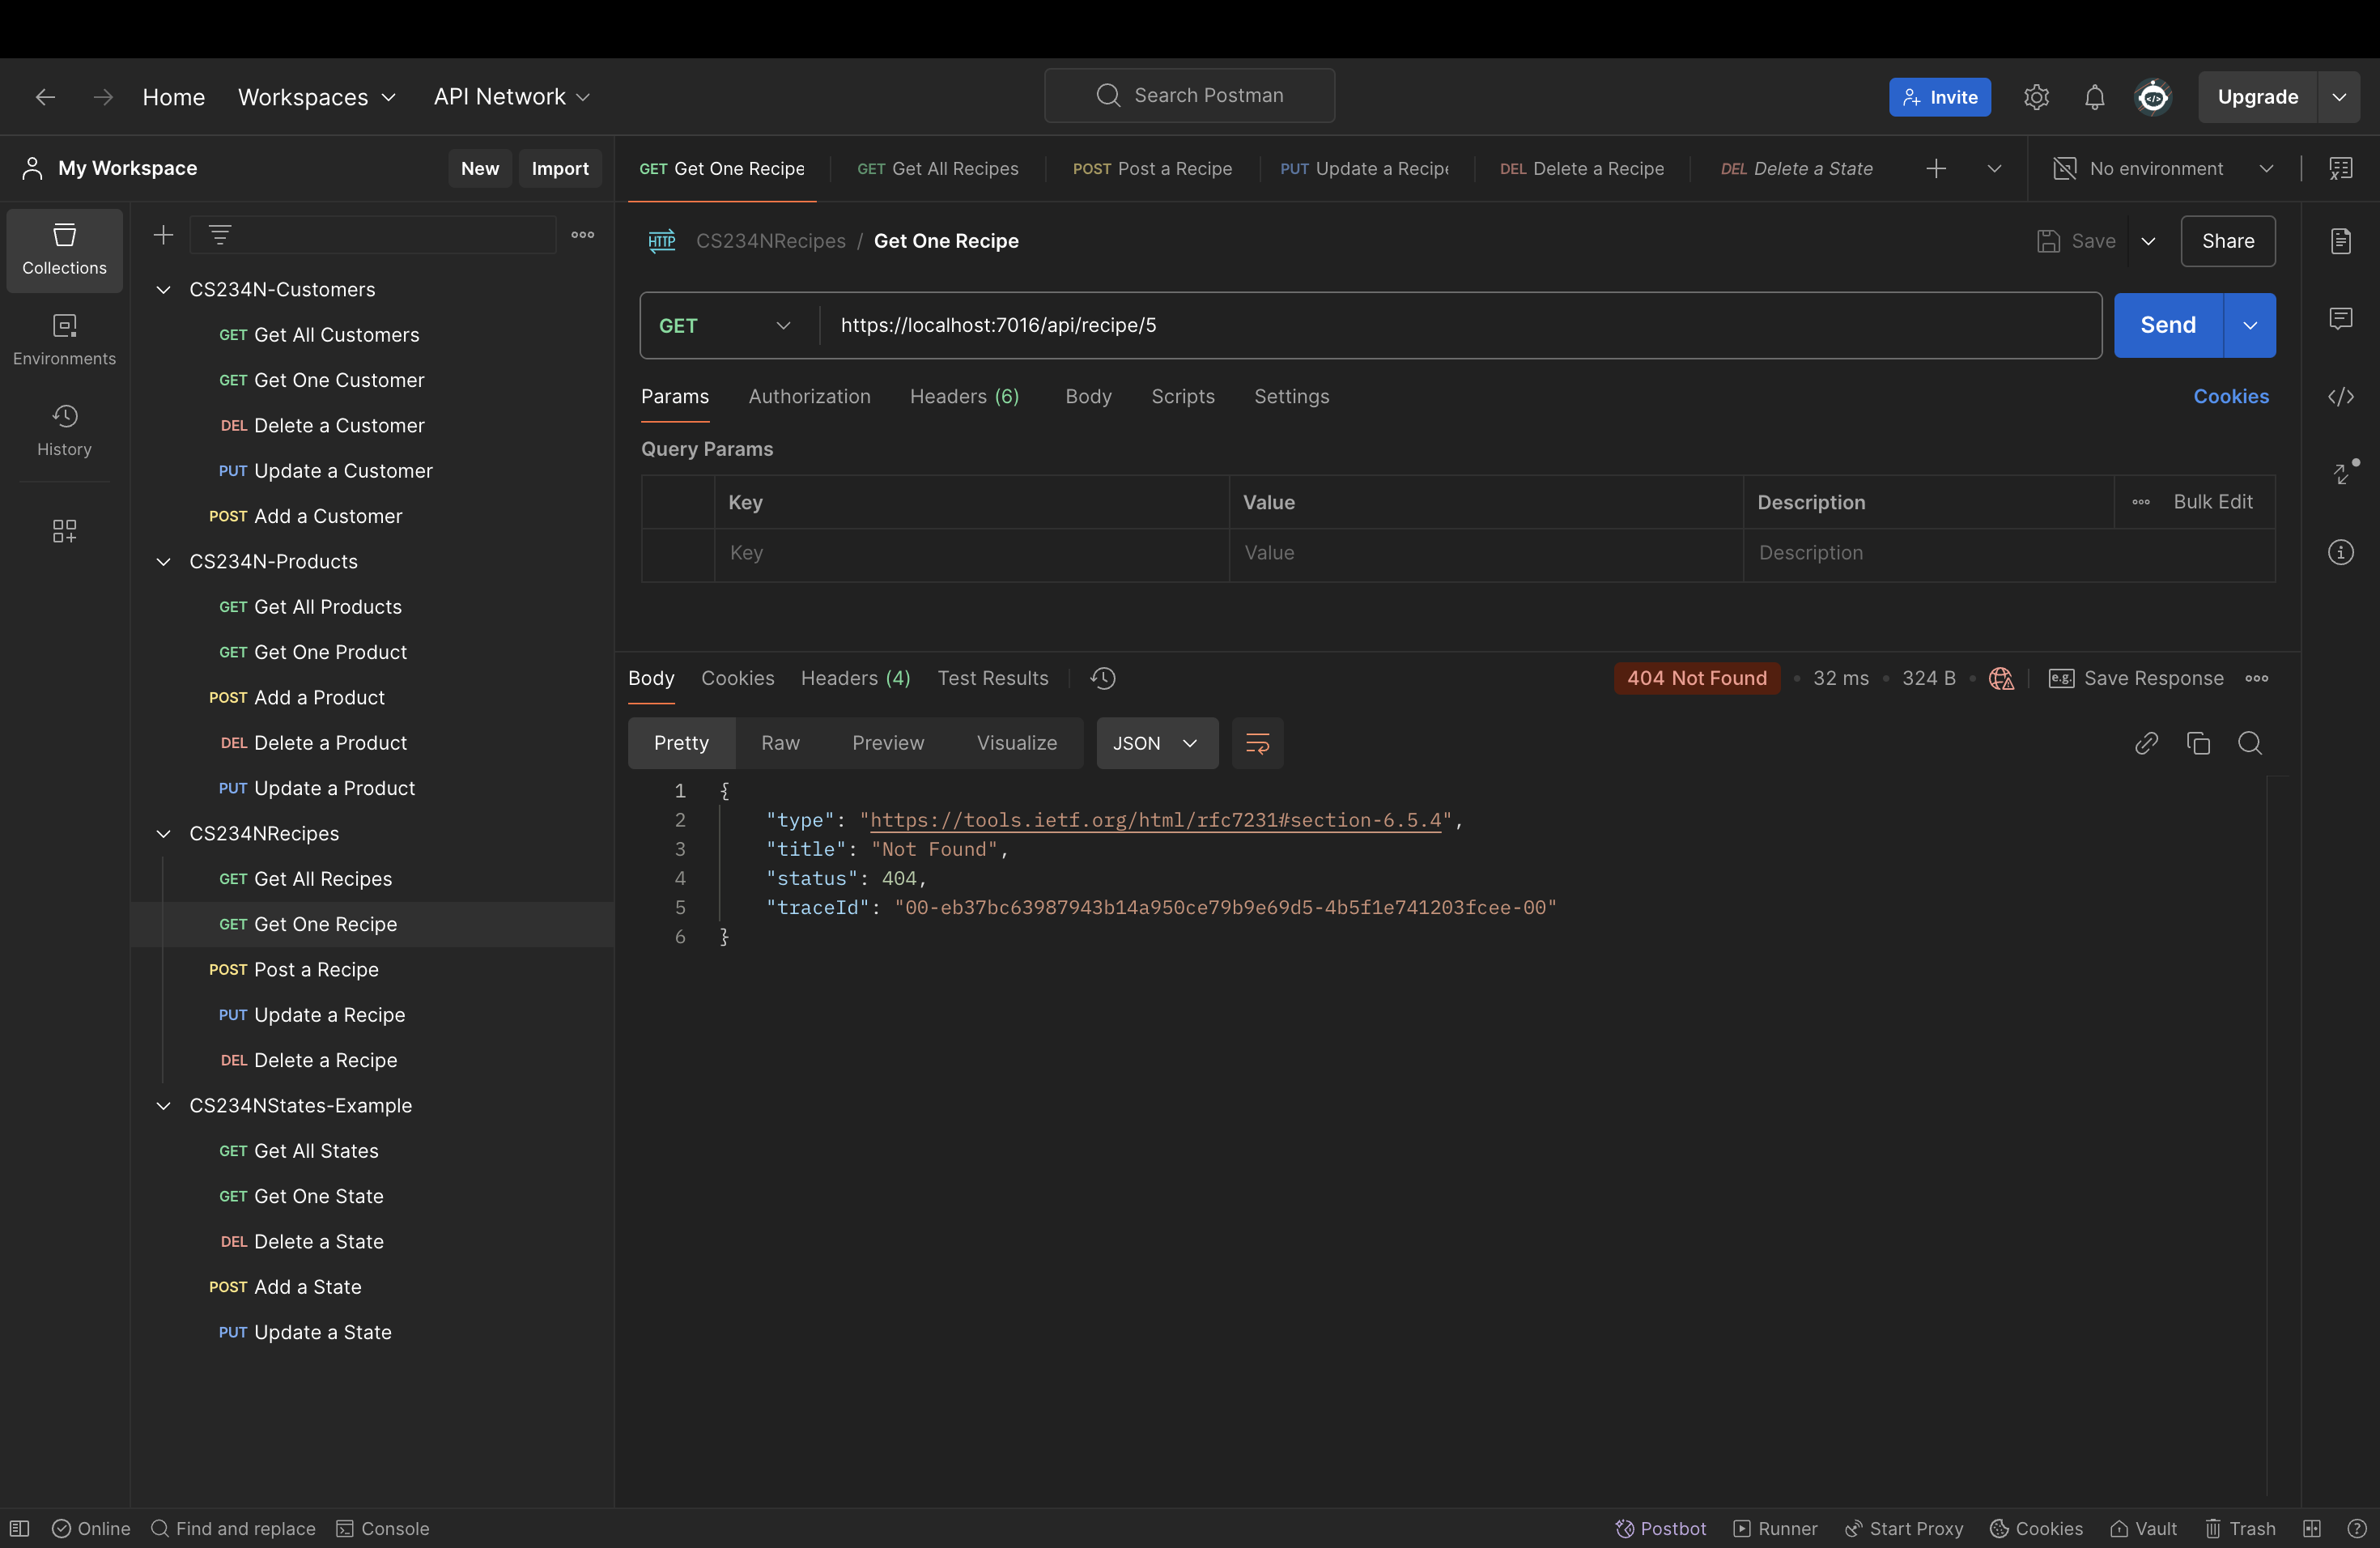 Home Workspaces API Network Search Postman Invite Upgrade
My Workspace New Import
GET Get One Recipe GET Get All Recipes POST Post a Recipe PUT Update a Recipe DEL Delete a Recipe DEL Delete a State No environment
Collections
Environments
History
CS234N-Customers
GET Get All Customers
GET Get One Customer
DEL Delete a Customer
PUT Update a Customer
POST Add a Customer
CS234N-Products
GET Get All Products
GET Get One Product
POST Add a Product
DEL Delete a Product
PUT Update a Product
CS234NRecipes
GET Get All Recipes
GET Get One Recipe
POST Post a Recipe
PUT Update a Recipe
DEL Delete a Recipe
CS234NStates-Example
GET Get All States
GET Get One State
DEL Delete a State
POST Add a State
PUT Update a State
HTTP CS234NRecipes / Get One Recipe Save Share
GET https://localhost:7016/api/recipe/5 Send
Params Authorization Headers (6) Body Scripts Settings Cookies
Query Params
Key Value Description Bulk Edit
Key Value Description
Body Cookies Headers (4) Test Results 404 Not Found • 32 ms • 324 B • e.g. Save Response
Pretty Raw Preview Visualize JSON
1 {
2 "type": "https://tools.ietf.org/html/rfc7231#section-6.5.4",
3 "title": "Not Found",
4 "status": 404,
5 "traceId": "00-eb37bc63987943b14a950ce79b9e69d5-4b5f1e741203fcee-00"
6 }
Online Find and replace Console Postbot Runner Start Proxy Cookies Vault Trash